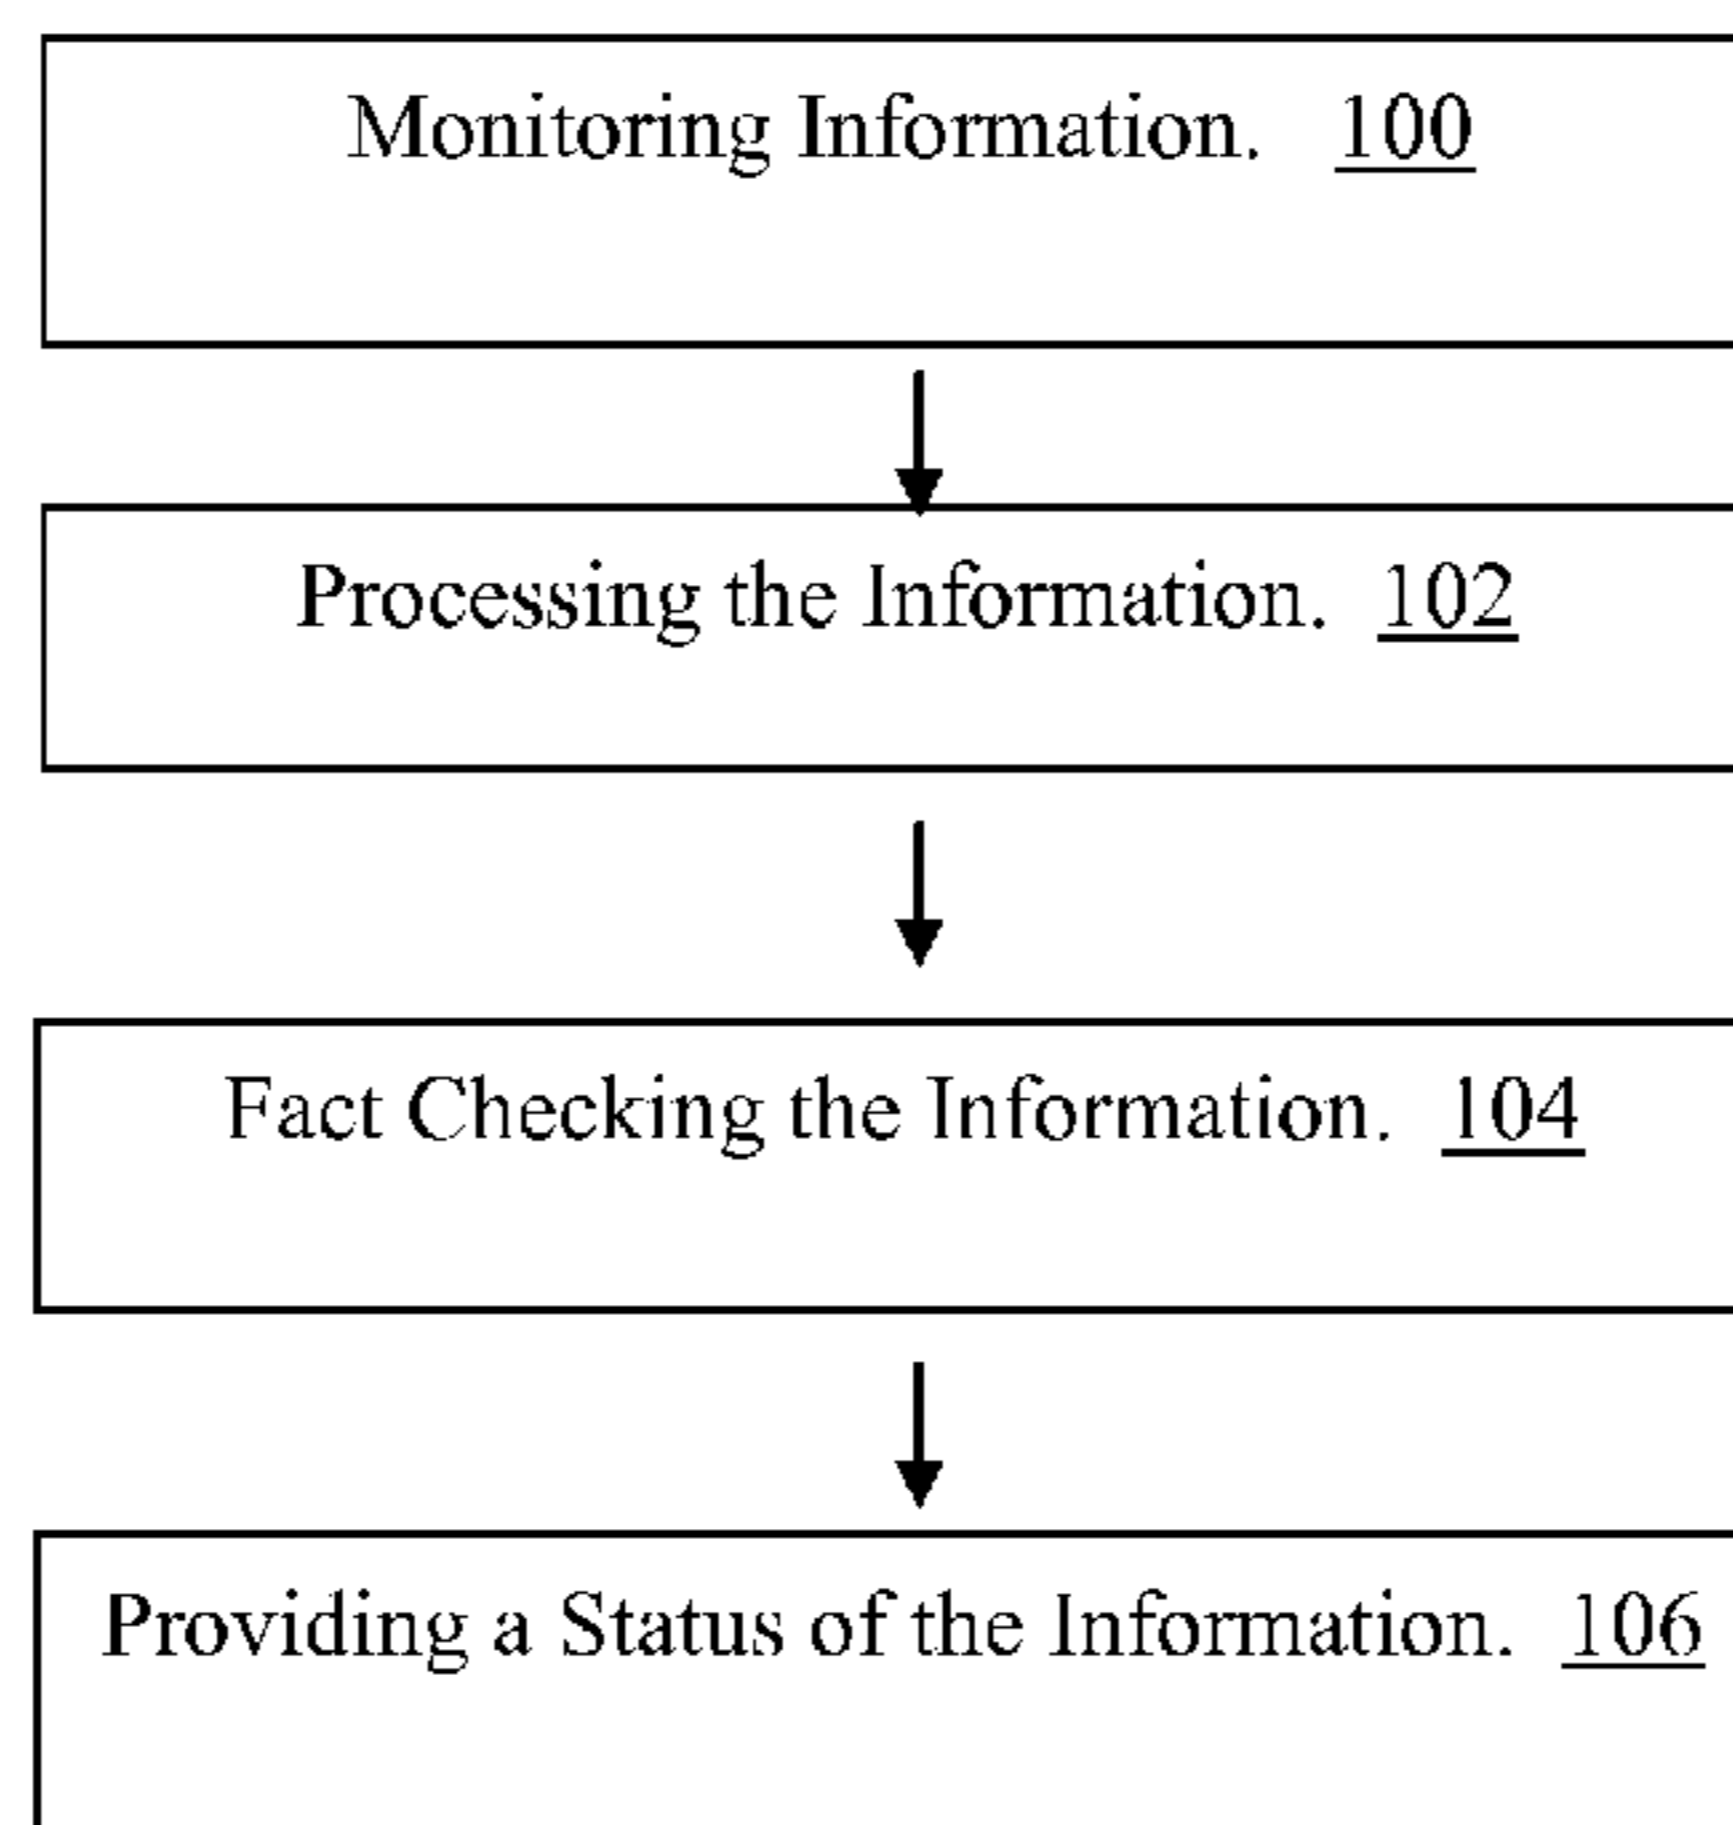 Monitoring Information. 100
Processing the Information. 102
Fact Checking the Information. 104
Providing a Status of the Information. 106